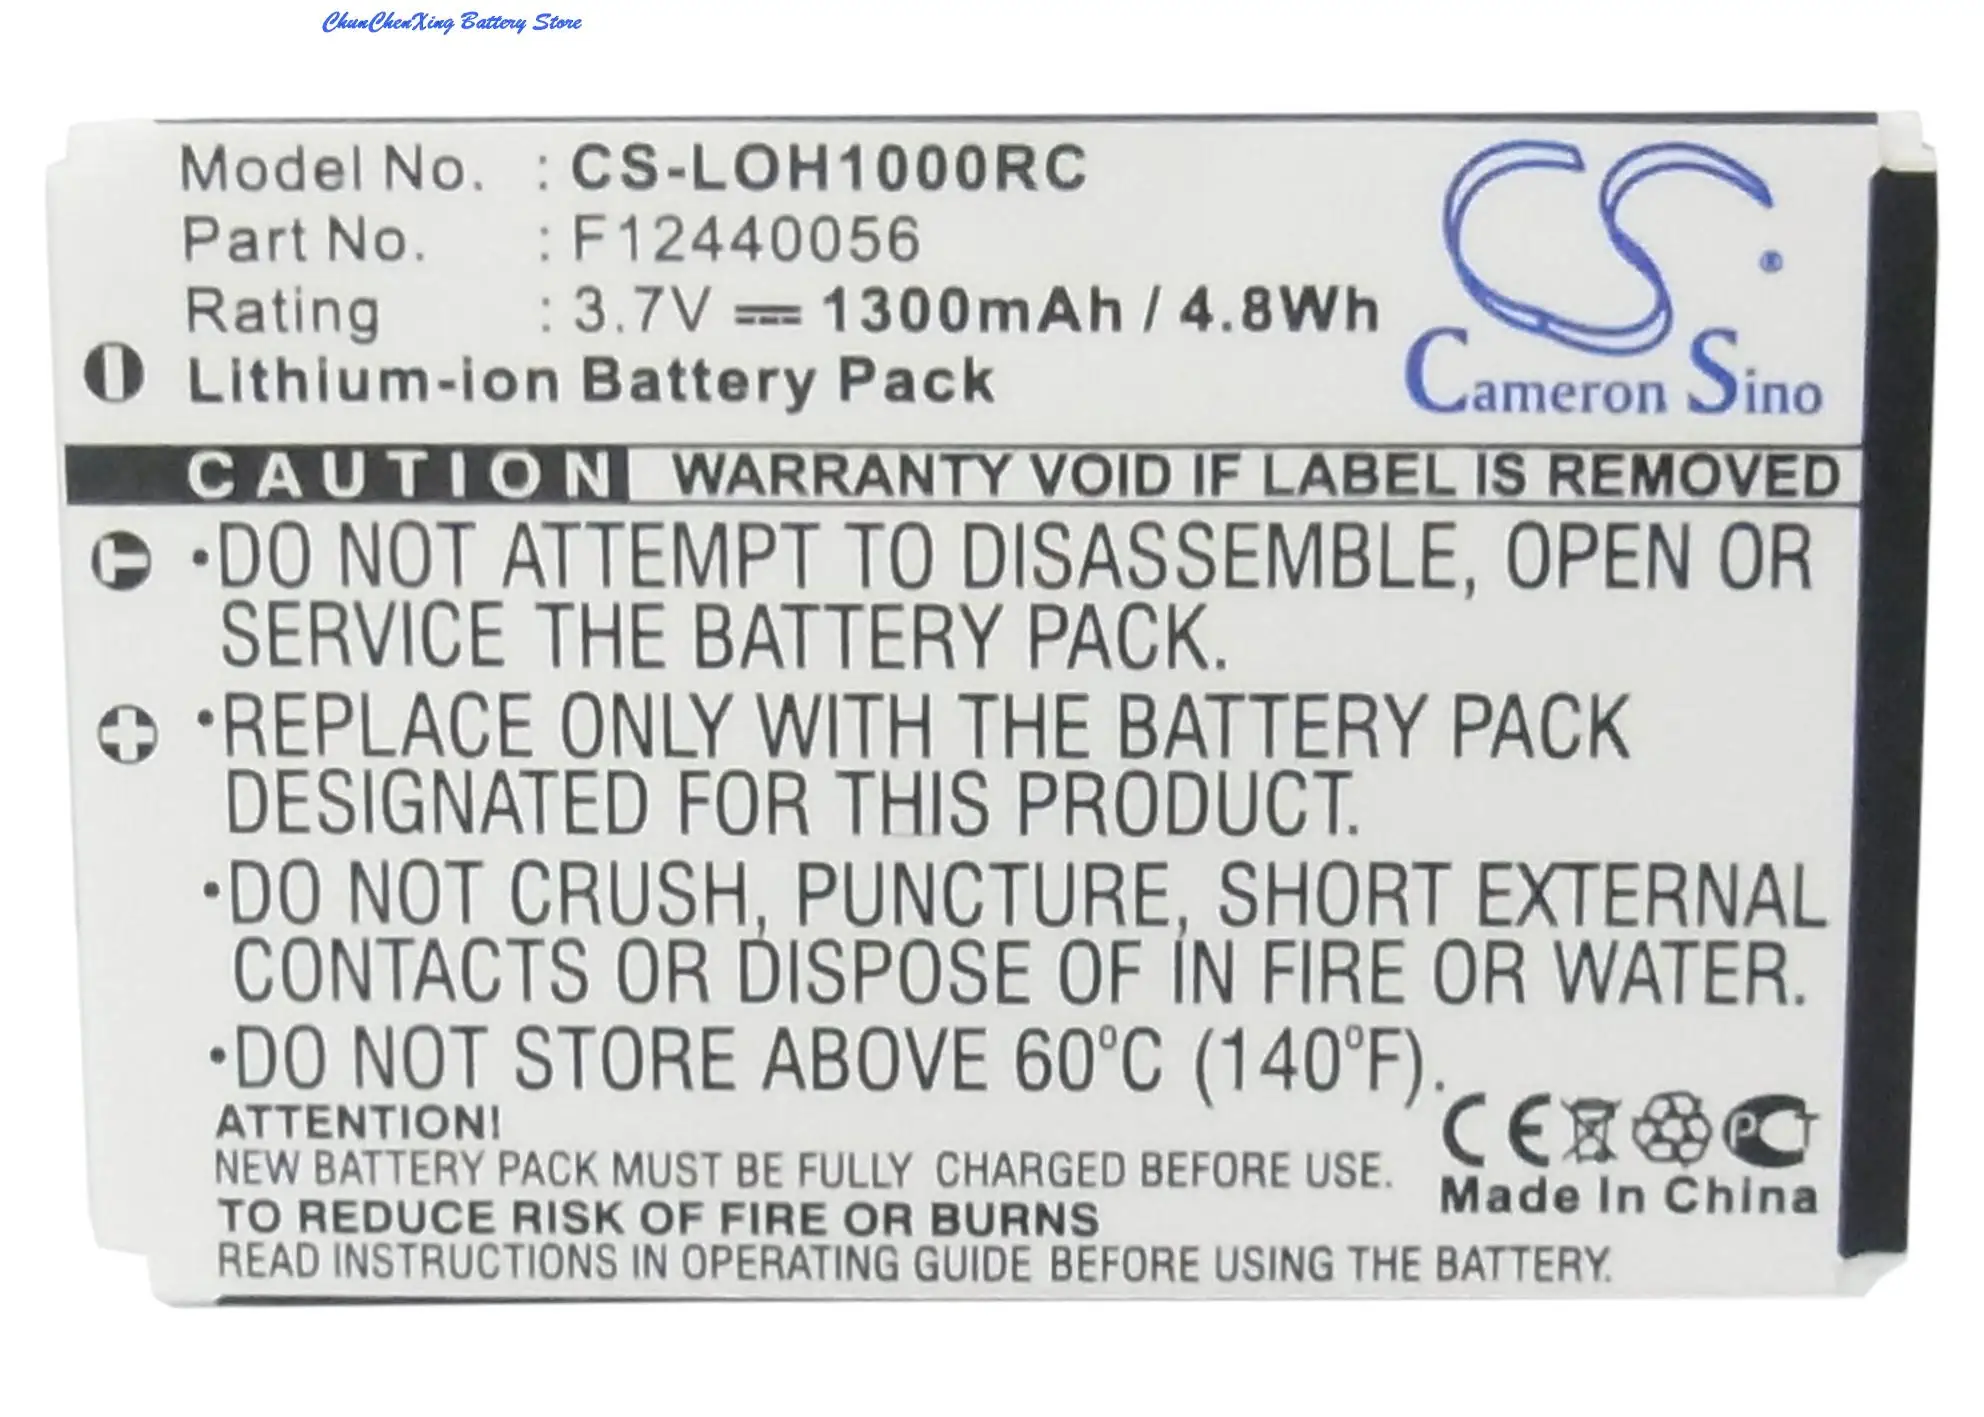 ChunChenXing Battery Store
Model No. : CS-LOH1000RC
Part No. : F12440056
Rating : 3.7V ⎓ 1300mAh / 4.8Wh
Lithium-ion Battery Pack
CS®
Cameron Sino
CAUTION WARRANTY VOID IF LABEL IS REMOVED
•DO NOT ATTEMPT TO DISASSEMBLE, OPEN OR
SERVICE THE BATTERY PACK.
•REPLACE ONLY WITH THE BATTERY PACK
DESIGNATED FOR THIS PRODUCT.
•DO NOT CRUSH, PUNCTURE, SHORT EXTERNAL
CONTACTS OR DISPOSE OF IN FIRE OR WATER.
•DO NOT STORE ABOVE 60°C (140°F).
ATTENTION!
NEW BATTERY PACK MUST BE FULLY CHARGED BEFORE USE.
TO REDUCE RISK OF FIRE OR BURNS
READ INSTRUCTIONS IN OPERATING GUIDE BEFORE USING THE BATTERY.
CE PCT
Made In China